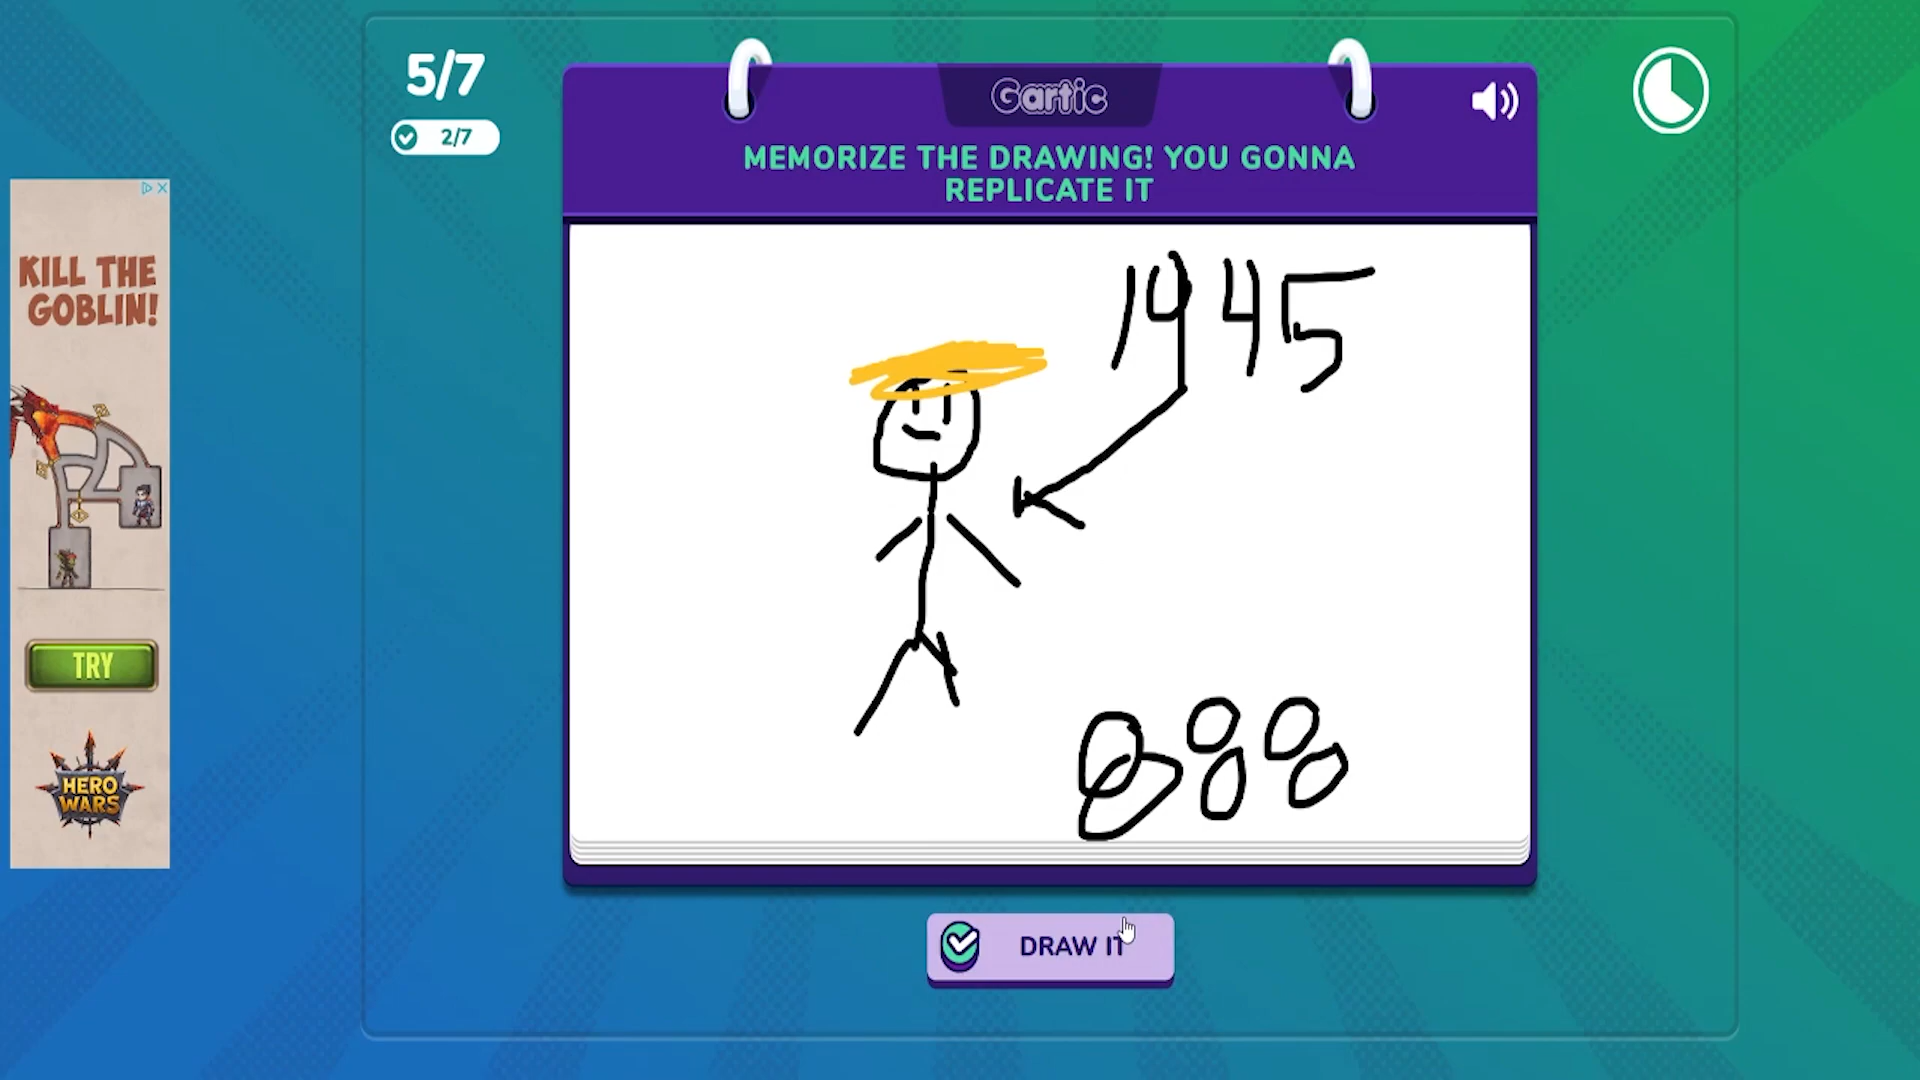 5/7
2/7
Gartic
MEMORIZE THE DRAWING! YOU GONNA
REPLICATE IT
1945
888
DRAW IT
KILL THE
GOBLIN!
TRY
HERO
WARS